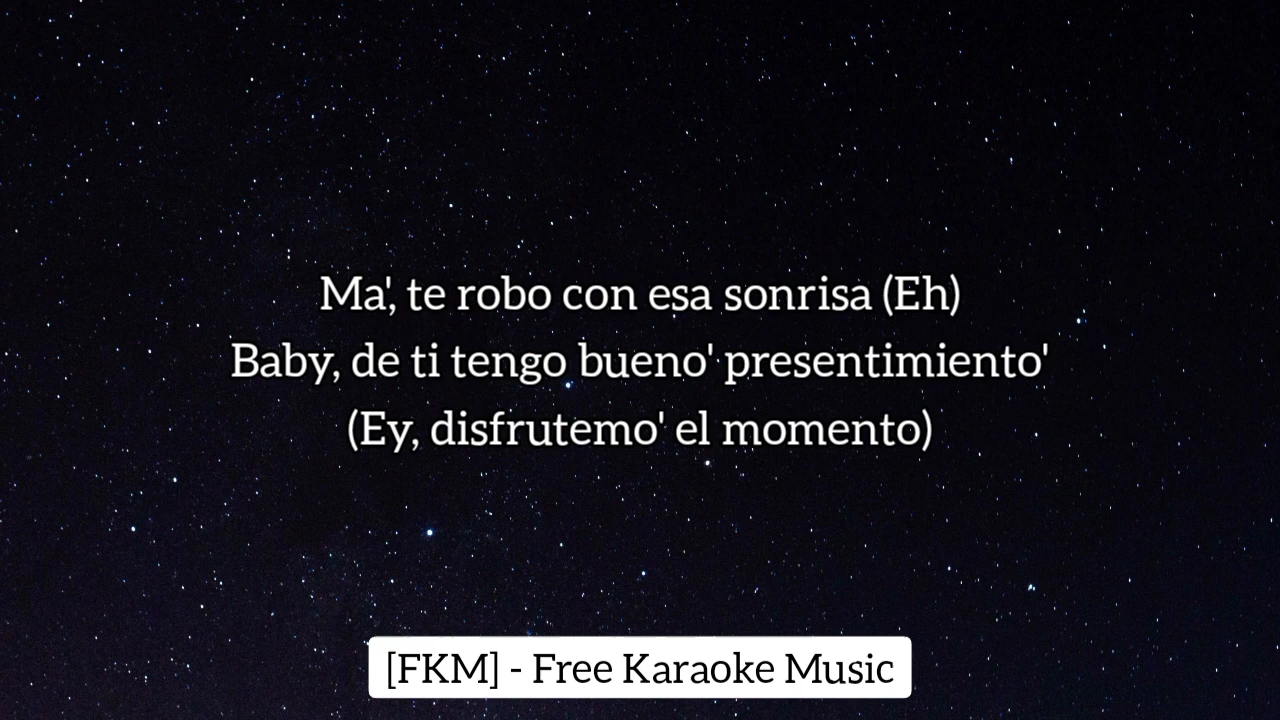 Ma', te robo con esa sonrisa (Eh)
Baby, de ti tengo bueno' presentimiento'
(Ey, disfrutemo' el momento)
[FKM] - Free Karaoke Music